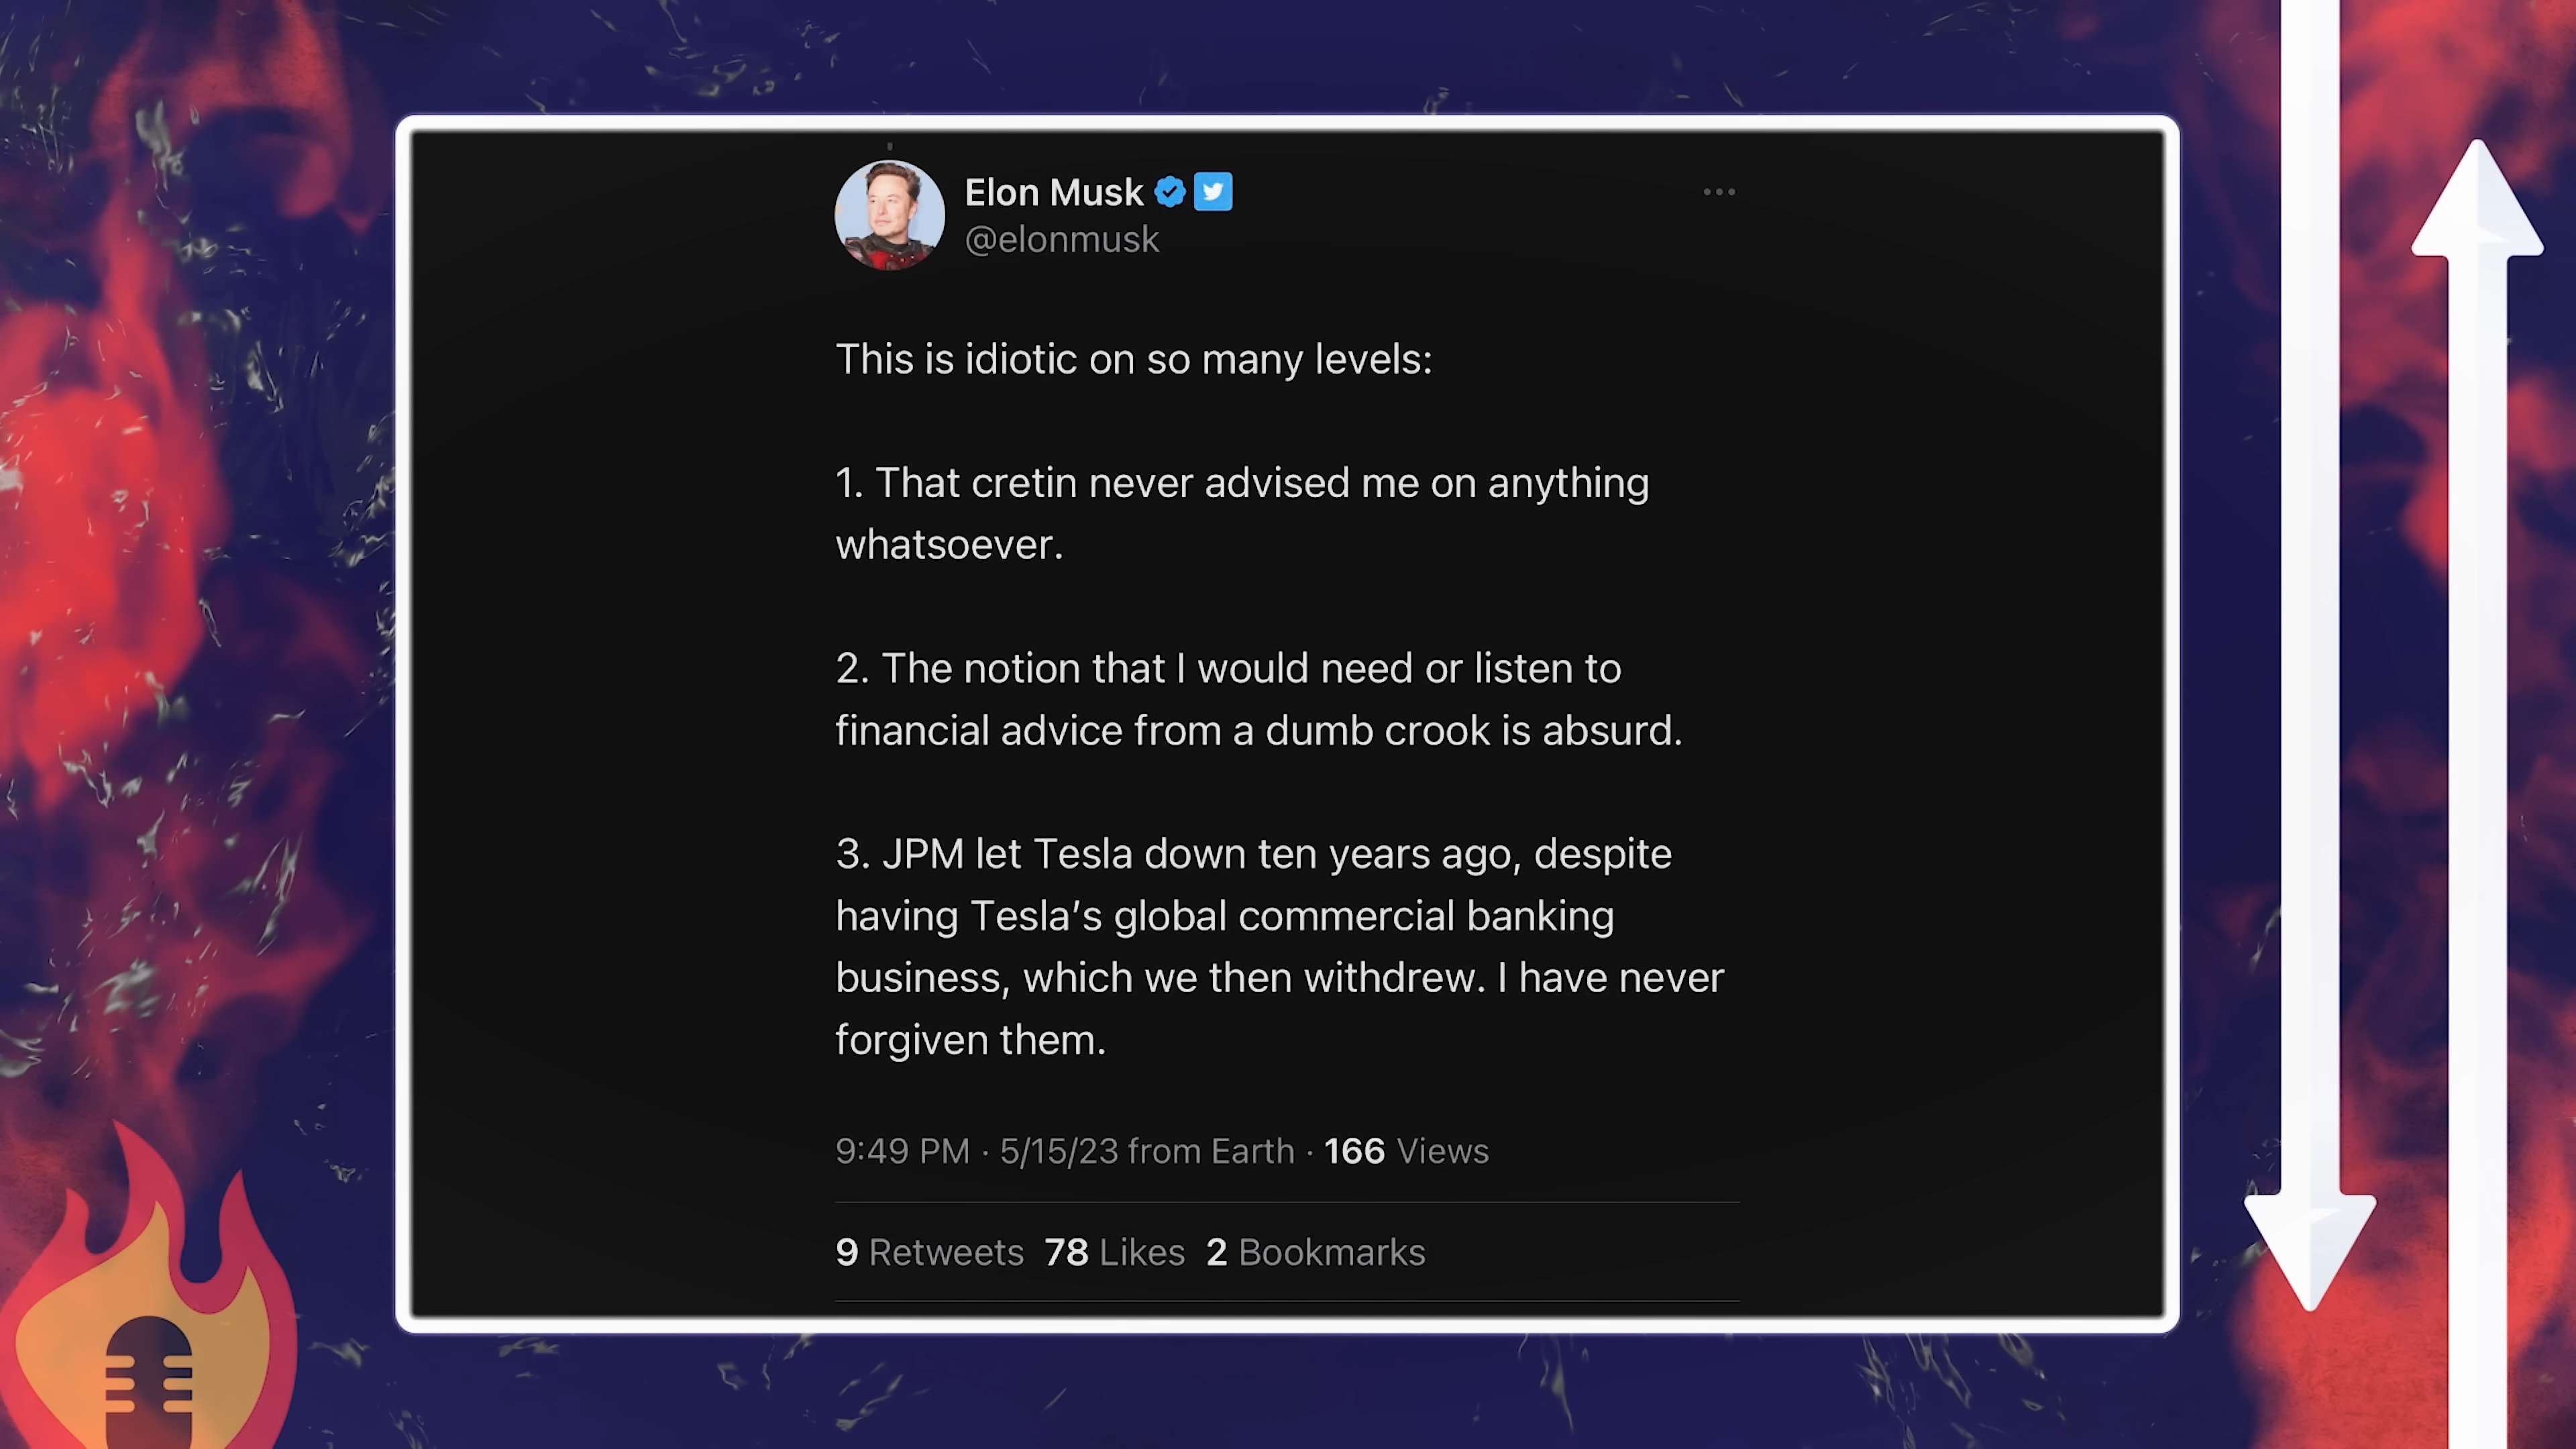 Elon Musk
@elonmusk
This is idiotic on so many levels:
1. That cretin never advised me on anything
whatsoever.
2. The notion that I would need or listen to
financial advice from a dumb crook is absurd.
3. JPM let Tesla down ten years ago, despite
having Tesla's global commercial banking
business, which we then withdrew. I have never
forgiven them.
9:49 PM · 5/15/23 from Earth · 166 Views
9 Retweets 78 Likes 2 Bookmarks